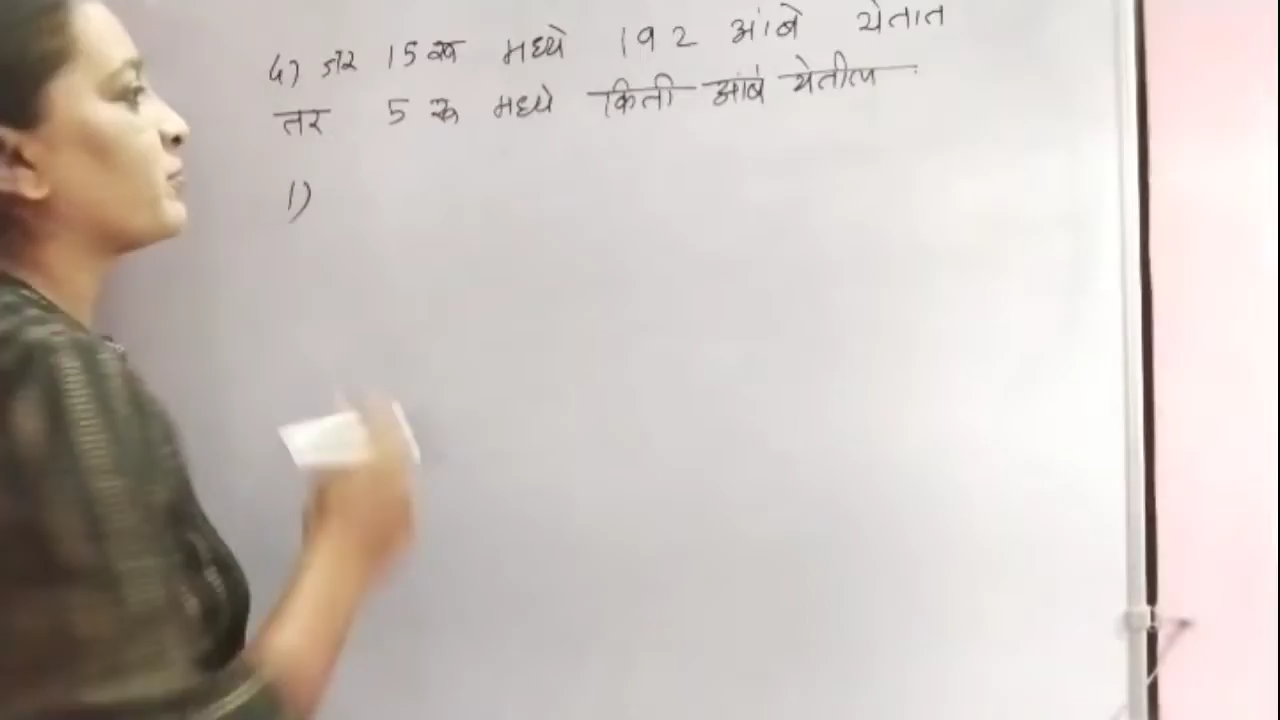 4) जर 15 रु मध्ये 192 आंबे येतात
तर 5 रु मध्ये किती आंबे येतील
1)